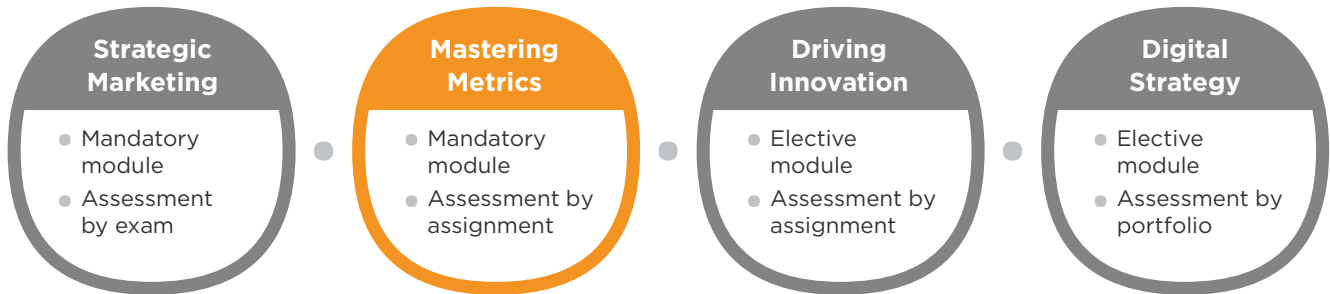 Strategic
Marketing
Mandatory
module
Assessment
by exam
Mastering
Metrics
Mandatory
module
Assessment by
assignment
Driving
Innovation
Elective
module
Assessment by
assignment
Digital
Strategy
Elective
module
Assessment by
portfolio